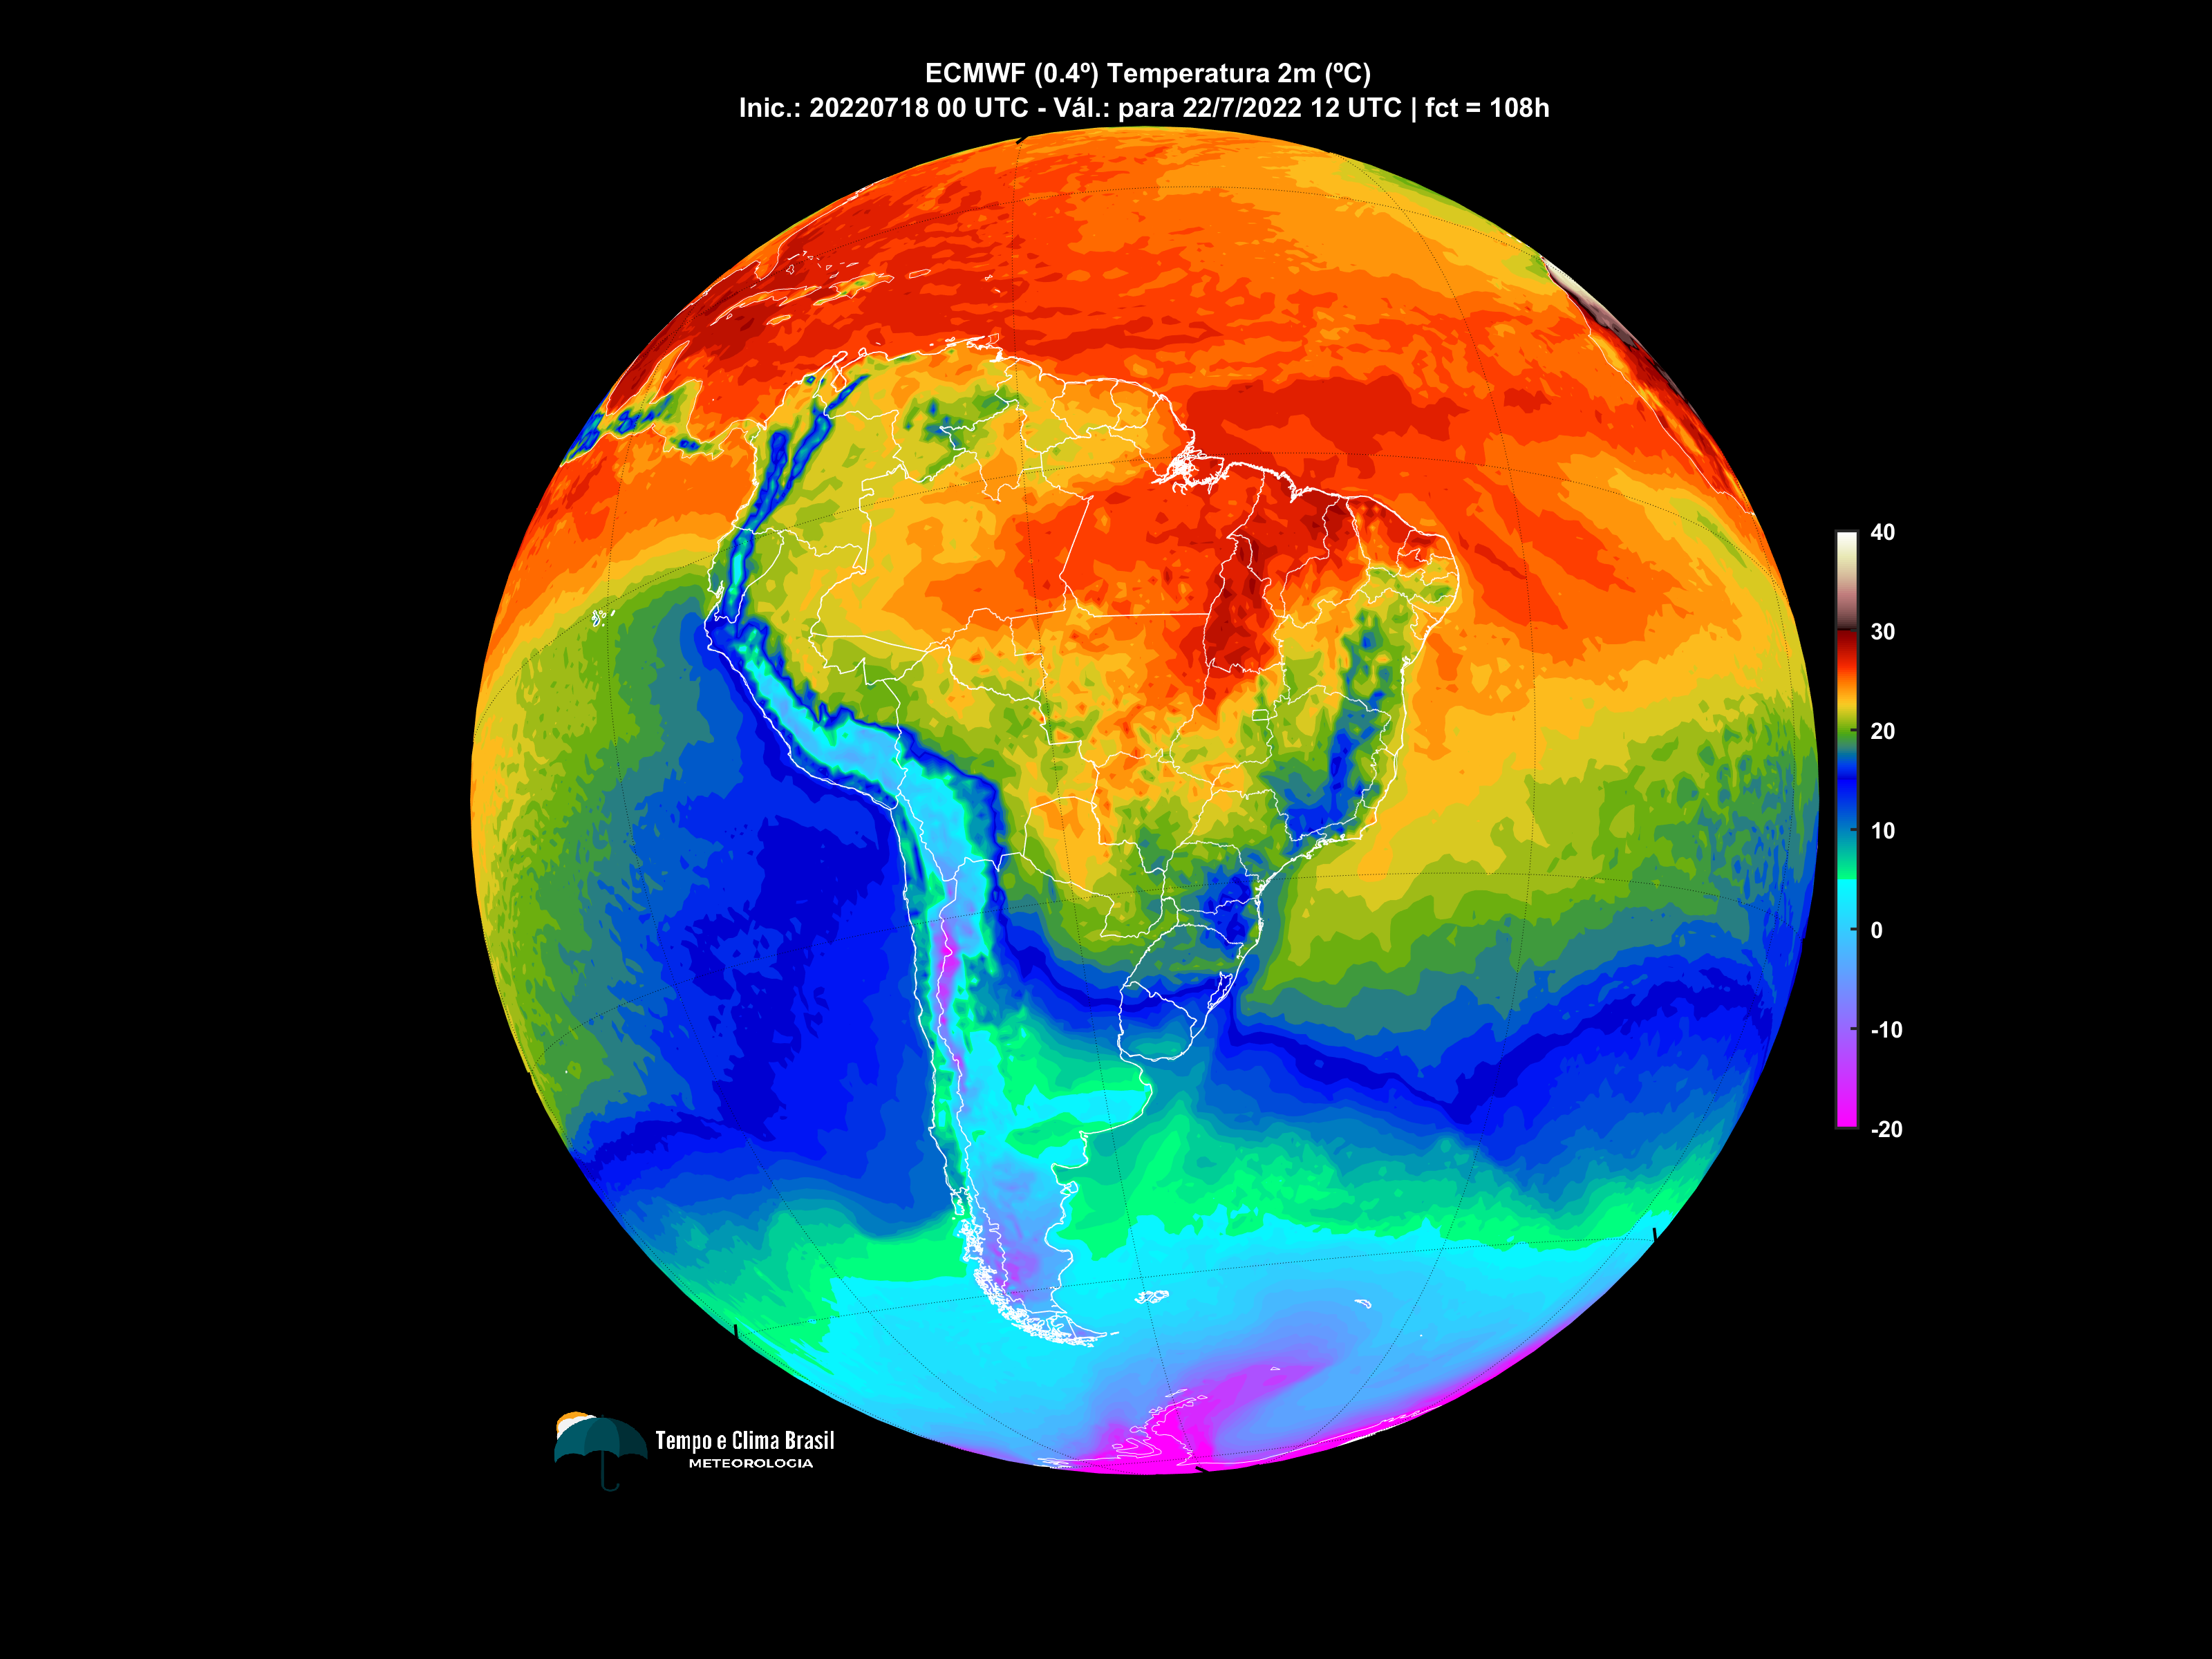 ECMWF (0.4º) Temperatura 2m (ºC)
Inic.: 20220718 00 UTC - Vál.: para 22/7/2022 12 UTC | fct = 108h
40
30
20
10
0
-10
-20
Tempo e Clima Brasil
METEOROLOGIA